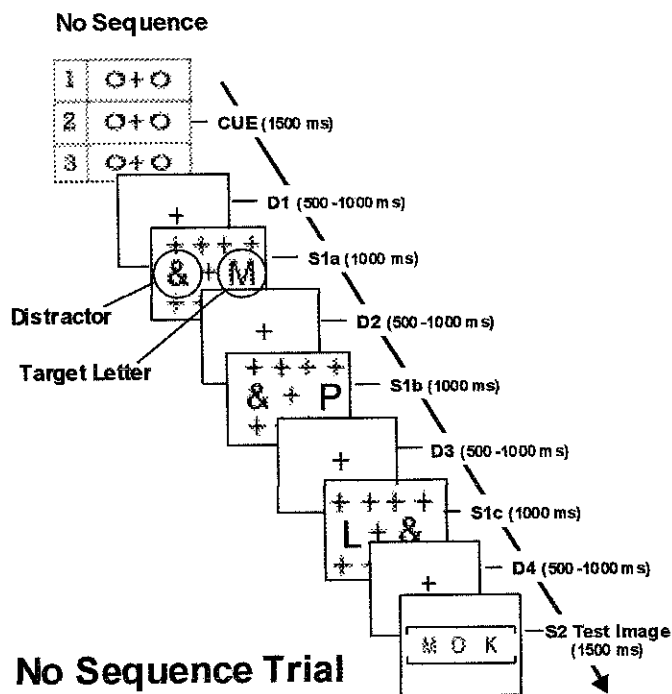 No Sequence
1 O+O
2 O+O
3 O+O
CUE (1500 ms)
+
D1 (500-1000 ms)
+ + + +
& + M
+ +
S1a (1000 ms)
Distractor
Target Letter
+
D2 (500-1000 ms)
+ + + +
& + P
+ +
S1b (1000 ms)
+
D3 (500-1000 ms)
+ + + +
L + &
+ +
S1c (1000 ms)
+
D4 (500-1000 ms)
M O K
S2 Test Image
(1500 ms)
No Sequence Trial